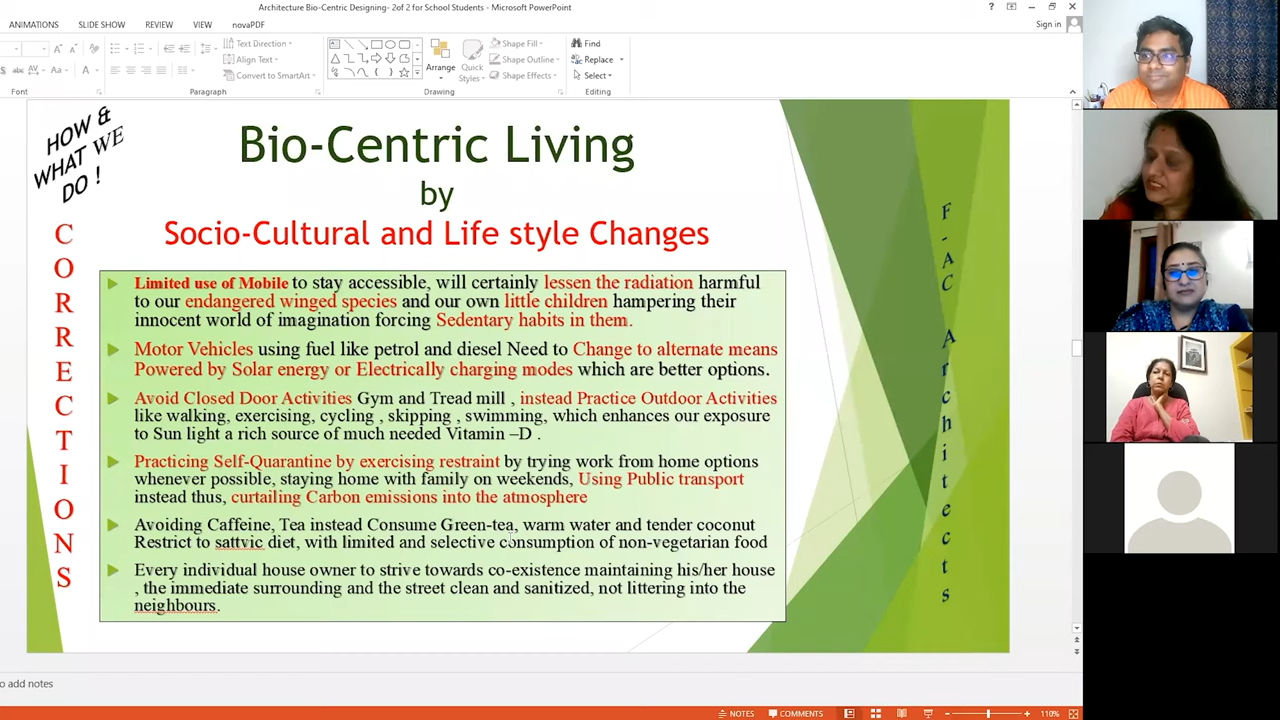 Architecture Bio-Centric Designing- 2of 2 for School Students - Microsoft PowerPoint
Sign in
ANIMATIONS SLIDE SHOW REVIEW VIEW novaPDF
Text Direction
Align Text
Convert to SmartArt
Arrange
Quick Styles
Shape Fill
Shape Outline
Shape Effects
Find
Replace
Select
Font Paragraph Drawing Editing
HOW &
WHAT WE
DO !
CORRECTIONS
Bio-Centric Living
by
Socio-Cultural and Life style Changes
Limited use of Mobile to stay accessible, will certainly lessen the radiation harmful
to our endangered winged species and our own little children hampering their
innocent world of imagination forcing Sedentary habits in them.
Motor Vehicles using fuel like petrol and diesel Need to Change to alternate means
Powered by Solar energy or Electrically charging modes which are better options.
Avoid Closed Door Activities Gym and Tread mill , instead Practice Outdoor Activities
like walking, exercising, cycling , skipping , swimming, which enhances our exposure
to Sun light a rich source of much needed Vitamin –D .
Practicing Self-Quarantine by exercising restraint by trying work from home options
whenever possible, staying home with family on weekends, Using Public transport
instead thus, curtailing Carbon emissions into the atmosphere
Avoiding Caffeine, Tea instead Consume Green-tea, warm water and tender coconut
Restrict to sattvic diet, with limited and selective consumption of non-vegetarian food
Every individual house owner to strive towards co-existence maintaining his/her house
, the immediate surrounding and the street clean and sanitized, not littering into the
neighbours.
F-AC Architects
o add notes
NOTES COMMENTS 110%